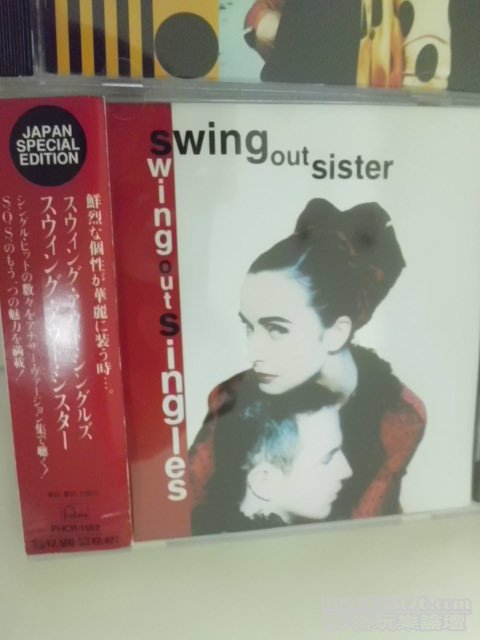 JAPAN
SPECIAL
EDITION
鮮烈な個性が華麗に装う時…。
スウィング・アウト・シングルズ
スウィング・アウト・シスター
シングル・ヒットの数々をアナザー・ヴァージョン集で聴く!
S.O.S.のもう一つの魅力を満載!
PHCR-1182
swing out sister
swing out singles
玩樂論壇